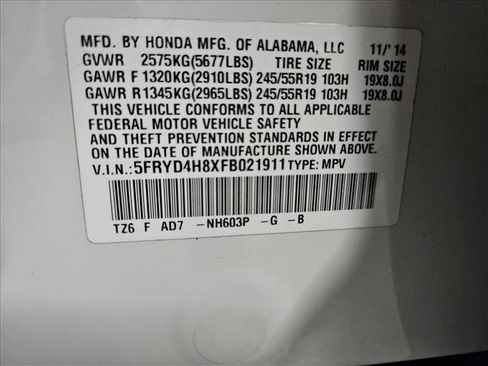 MFD. BY HONDA MFG. OF ALABAMA, LLC 11/'14
GVWR 2575KG(5677LBS) TIRE SIZE RIM SIZE
GAWR F 1320KG(2910LBS) 245/55R19 103H 19X8.0J
GAWR R1345KG(2965LBS) 245/55R19 103H 19X8.0J
THIS VEHICLE CONFORMS TO ALL APPLICABLE
FEDERAL MOTOR VEHICLE SAFETY
AND THEFT PREVENTION STANDARDS IN EFFECT
ON THE DATE OF MANUFACTURE SHOWN ABOVE.
V.I.N.: 5FRYD4H8XFB021911 TYPE: MPV
TZ6 F AD7 -NH603P -G -B